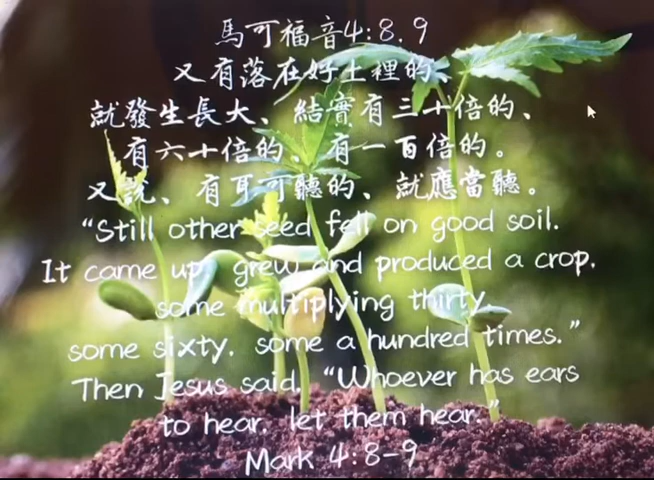 馬可福音4:8.9
又有落在好土裡的
就發生長大、結實有三十倍的、
有六十倍的、有一百倍的。
又說、有耳可聽的、就應當聽。
“Still other seed fell on good soil.
It came up, grew and produced a crop,
some multiplying thirty,
some sixty, some a hundred times.”
Then Jesus said, “Whoever has ears
to hear, let them hear.”
Mark 4:8-9